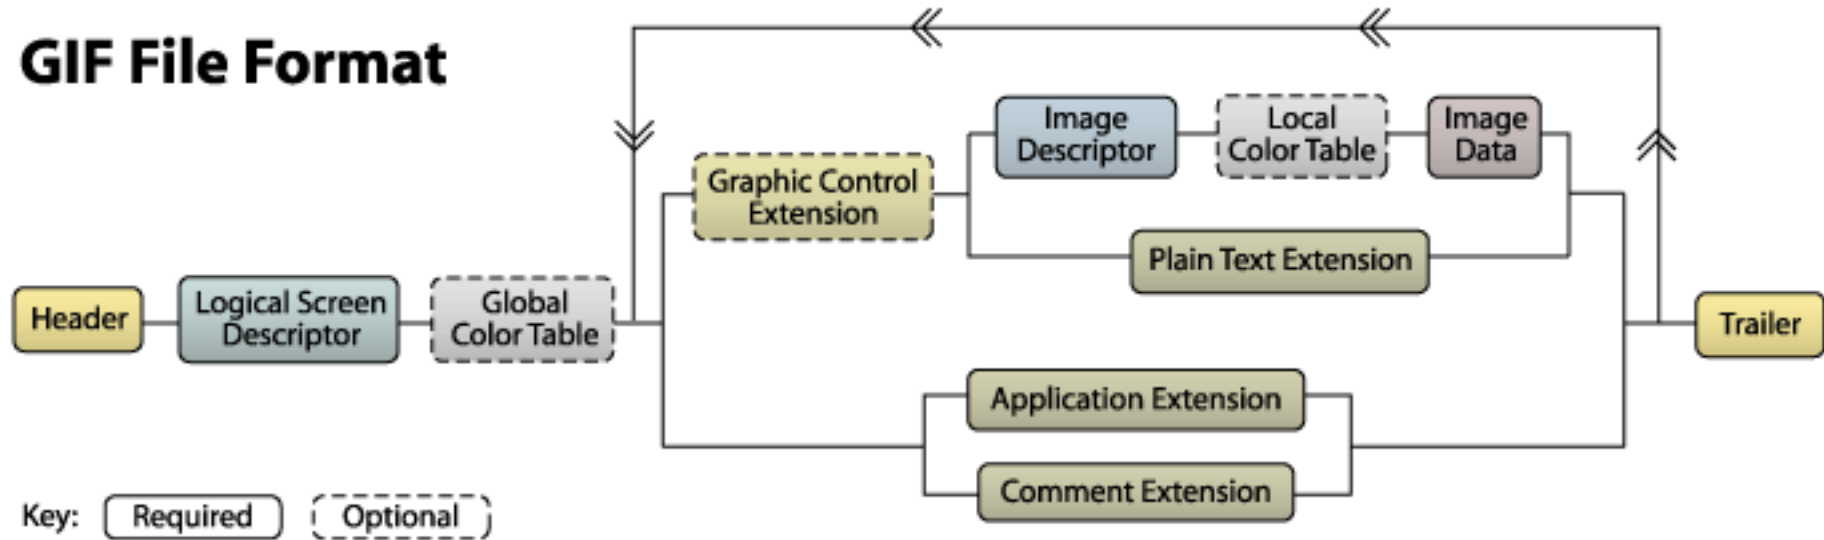 GIF File Format
Image
Descriptor
Local
Color Table
Image
Data
Graphic Control
Extension
Plain Text Extension
Header
Logical Screen
Descriptor
Global
Color Table
Trailer
Application Extension
Comment Extension
Key:
Required
Optional